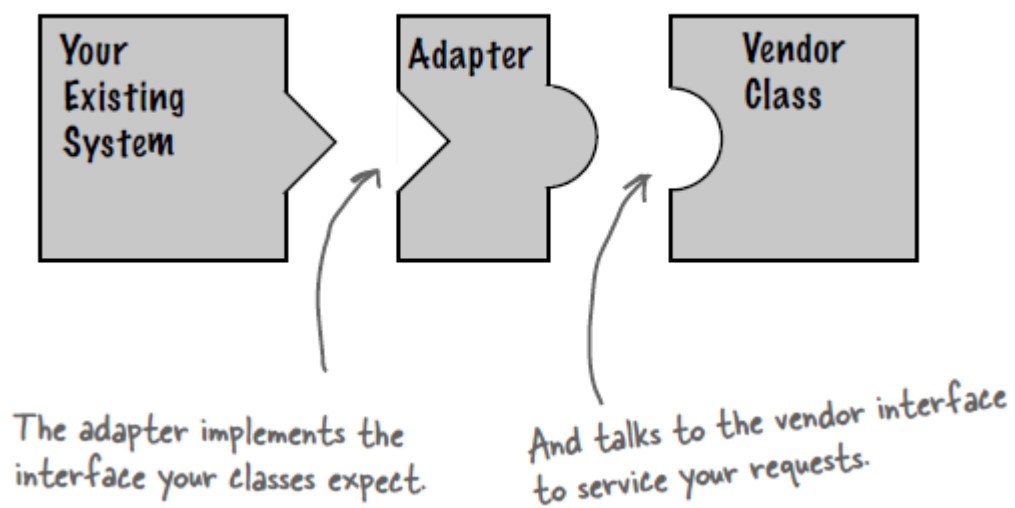 Your
Existing
System
Adapter
Vendor
Class
The adapter implements the
interface your classes expect.
And talks to the vendor interface
to service your requests.